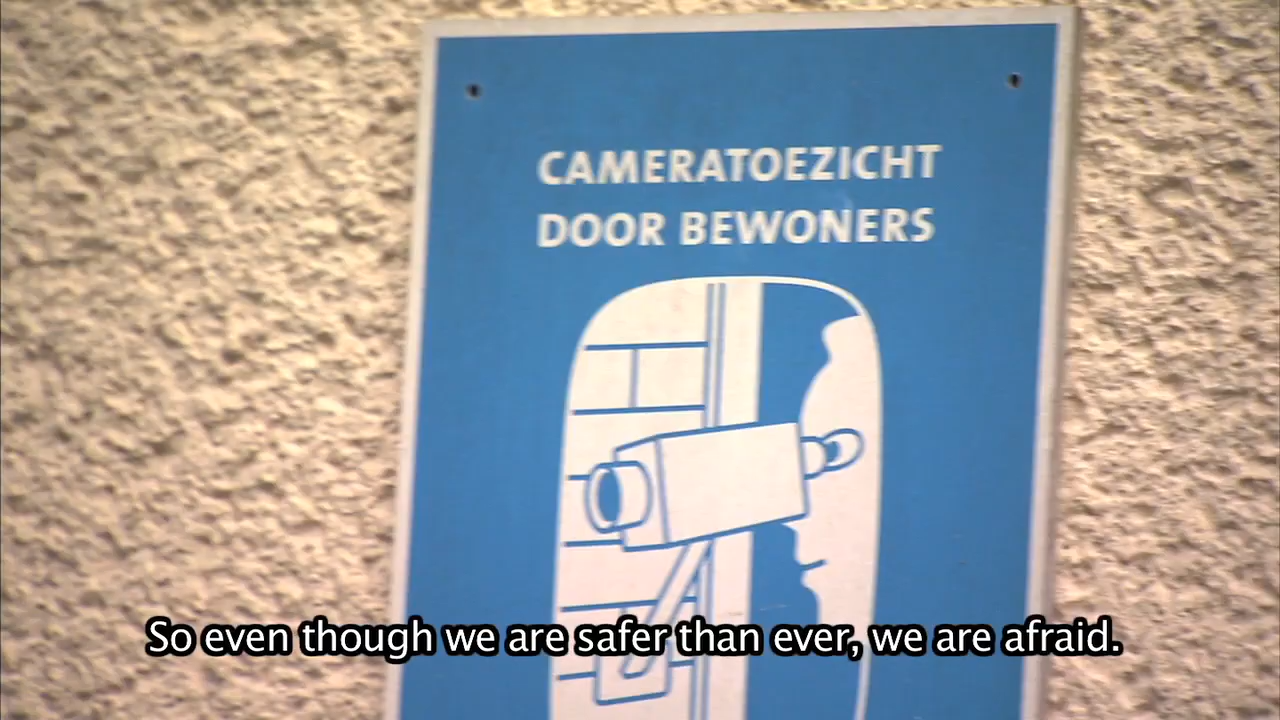 CAMERATOEZICHT
DOOR BEWONERS
So even though we are safer than ever, we are afraid.